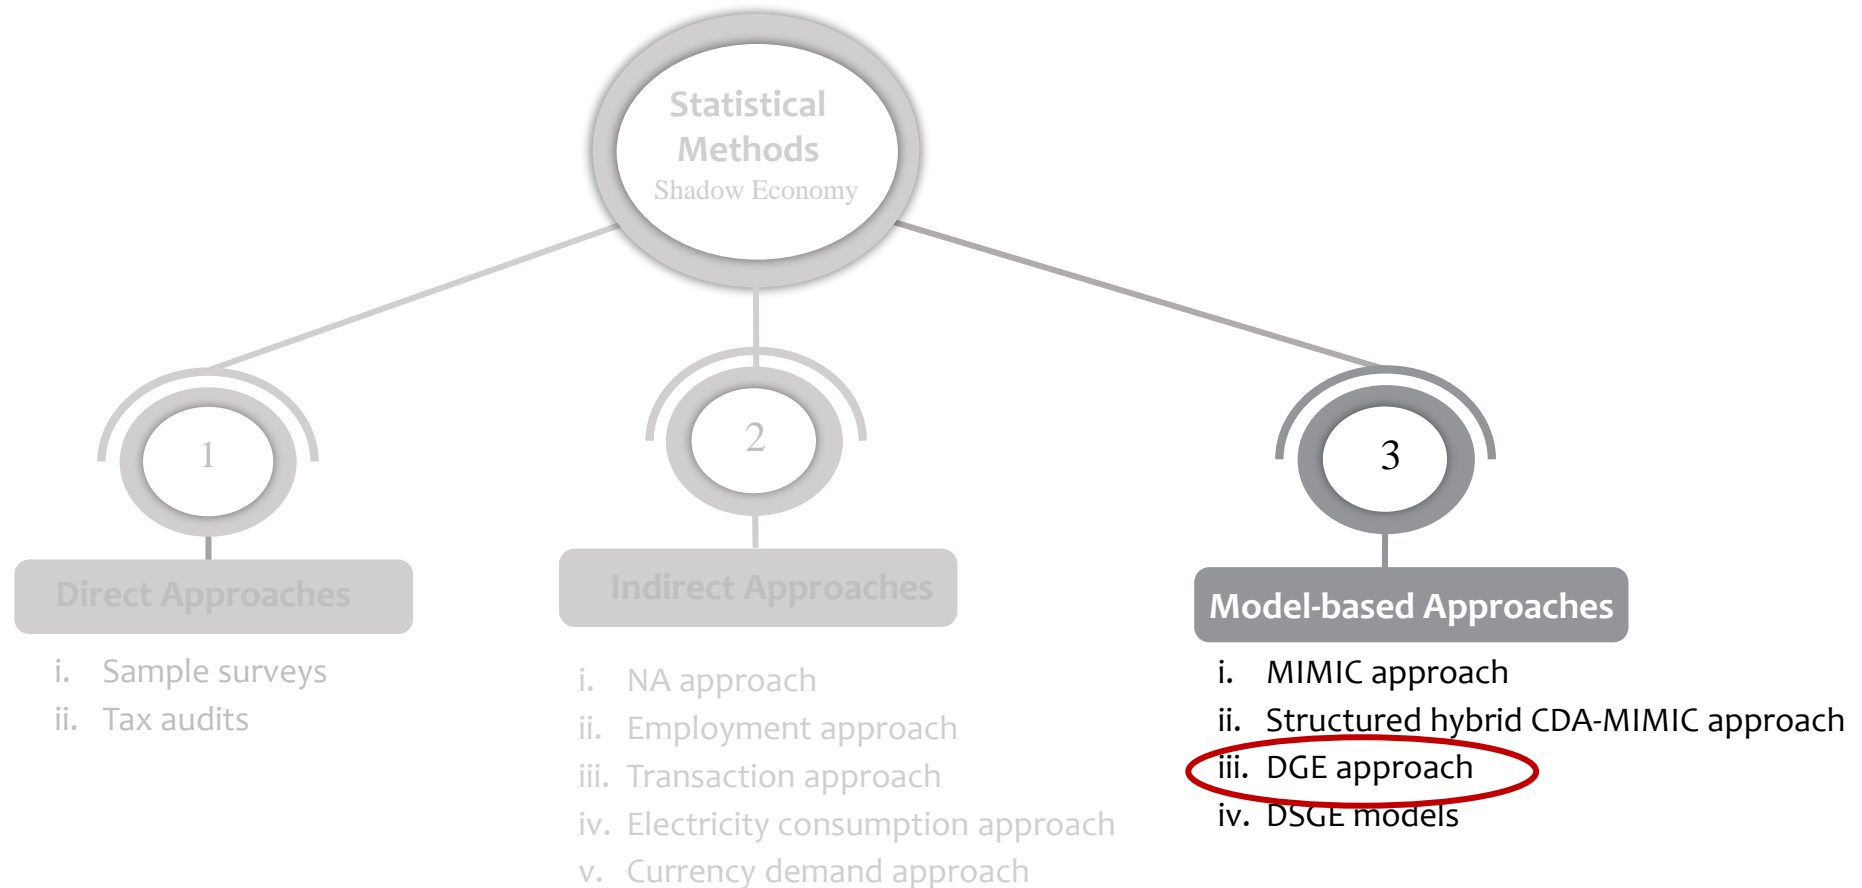 Statistical
Methods
Shadow Economy
1
2
3
Direct Approaches
i. Sample surveys
ii. Tax audits
Indirect Approaches
i. NA approach
ii. Employment approach
iii. Transaction approach
iv. Electricity consumption approach
v. Currency demand approach
Model-based Approaches
i. MIMIC approach
ii. Structured hybrid CDA-MIMIC approach
iii. DGE approach
iv. DSGE models